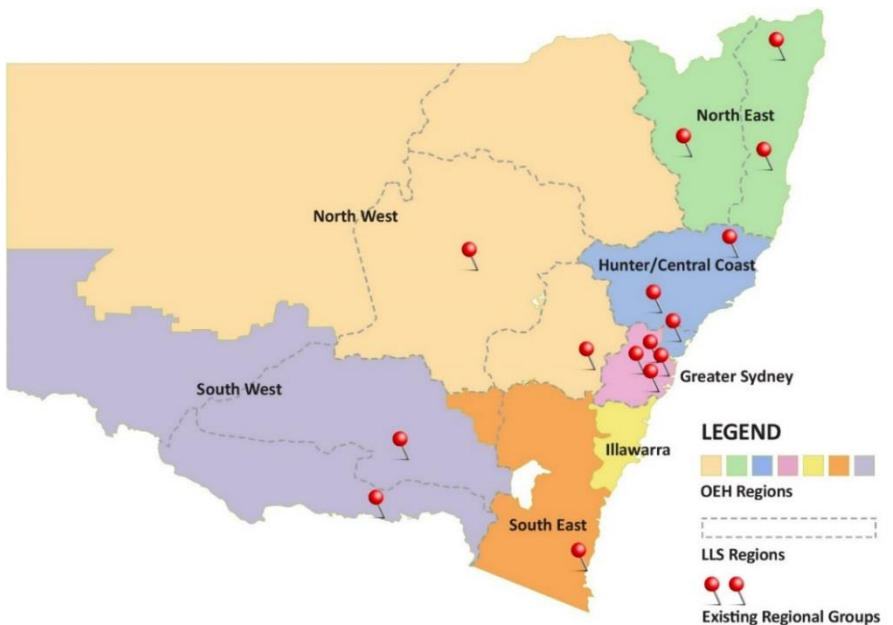 North East
North West
Hunter/Central Coast
Greater Sydney
South West
Illawarra
South East
LEGEND
OEH Regions
LLS Regions
Existing Regional Groups